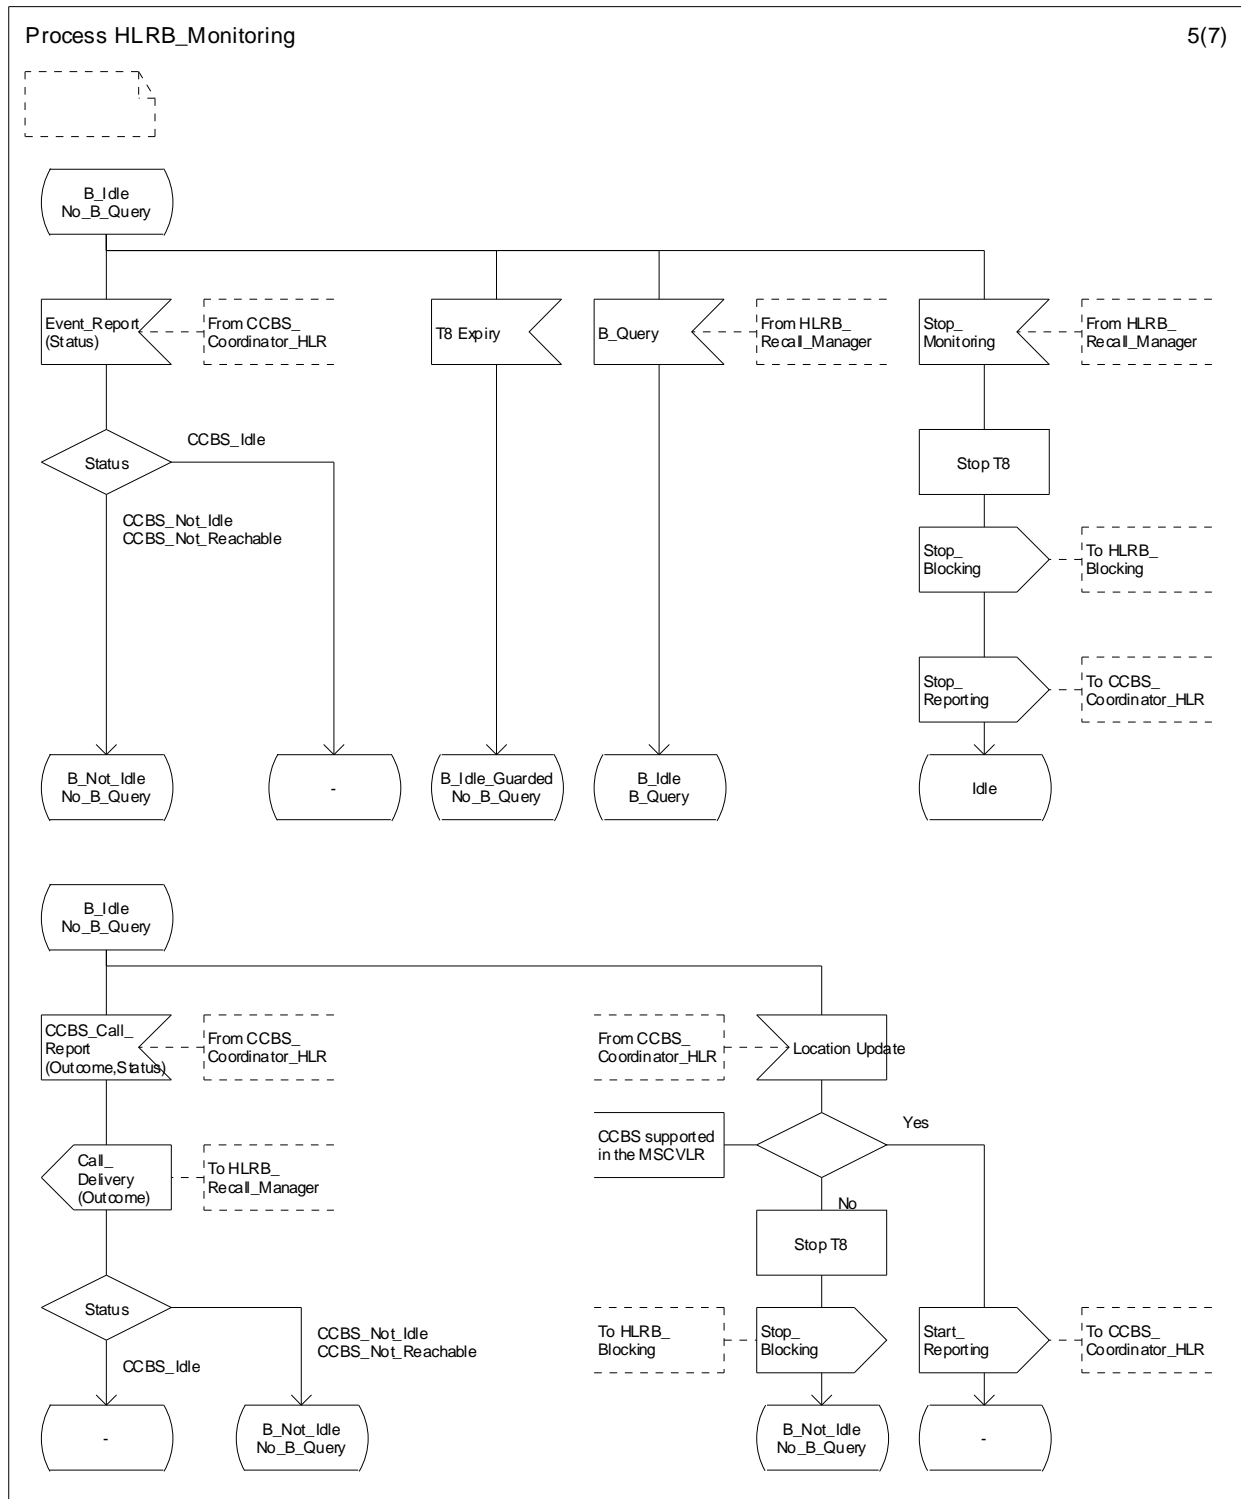 Process HLRB_Monitoring
5(7)
B_Idle
No_B_Query
Event_Report
(Status)
From CCBS_
Coordinator_HLR
T8 Expiry
B_Query
From HLRB_
Recall_Manager
Stop_
Monitoring
From HLRB_
Recall_Manager
Status
CCBS_Idle
CCBS_Not_Idle
CCBS_Not_Reachable
Stop T8
Stop_
Blocking
To HLRB_
Blocking
Stop_
Reporting
To CCBS_
Coordinator_HLR
B_Not_Idle
No_B_Query
-
B_Idle_Guarded
No_B_Query
B_Idle
B_Query
Idle
B_Idle
No_B_Query
CCBS_Call_
Report
(Outcome,Status)
From CCBS_
Coordinator_HLR
From CCBS_
Coordinator_HLR
Location Update
Call_
Delivery
(Outcome)
To HLRB_
Recall_Manager
CCBS supported
in the MSCVLR
Yes
No
Stop T8
Status
CCBS_Not_Idle
CCBS_Not_Reachable
CCBS_Idle
To HLRB_
Blocking
Stop_
Blocking
Start_
Reporting
To CCBS_
Coordinator_HLR
-
B_Not_Idle
No_B_Query
B_Not_Idle
No_B_Query
-